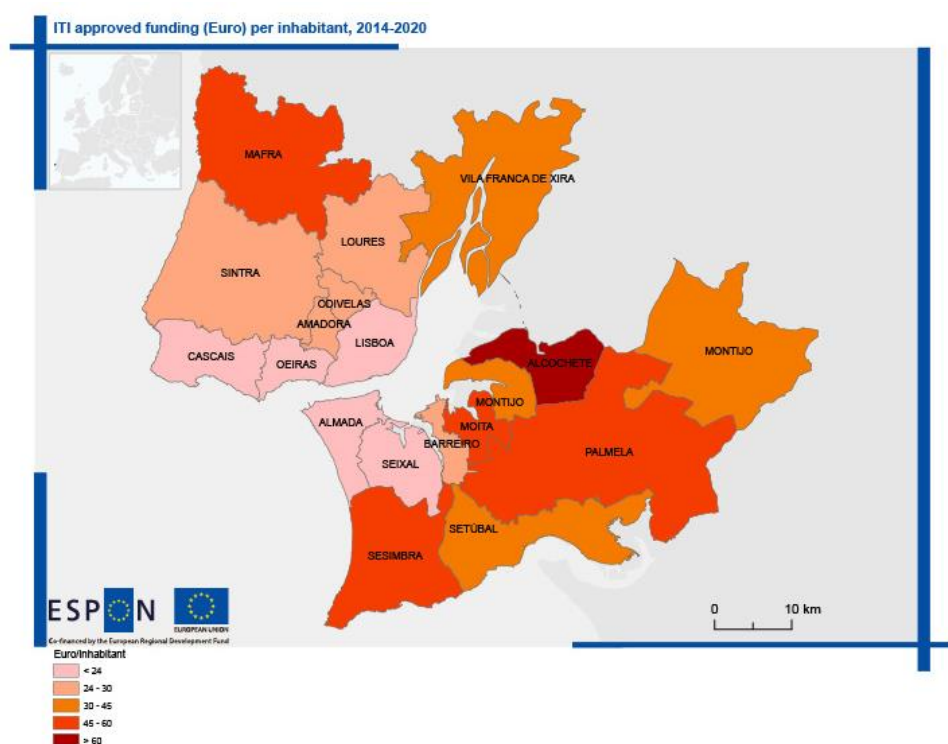 ITI approved funding (Euro) per inhabitant, 2014-2020
MAFRA
VILA FRANCA DE XIRA
LOURES
SINTRA
ODIVELAS
AMADORA
LISBOA
CASCAIS
OEIRAS
ALCOCHETE
MONTIJO
MONTIJO
ALMADA
MOITA
BARREIRO
PALMELA
SEIXAL
SETÚBAL
SESIMBRA
ESPON
EUROPEAN UNION
Co-financed by the European Regional Development Fund
0 10 km
Euro/Inhabitant
< 24
24 - 30
30 - 45
45 - 60
> 60